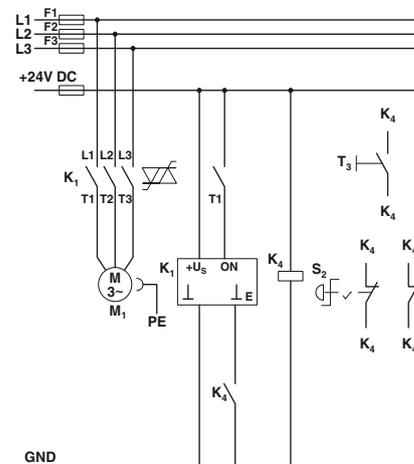 L1 F1
L2 F2
L3 F3
+24V DC
K4
L1 L2 L3
K1
T3
T1 T2 T3
T1
K4
K1 +US ON
K4
S2
K4 K4
M
3~
⊥ ⊥ E
M1
PE
K4 K4
K4
GND